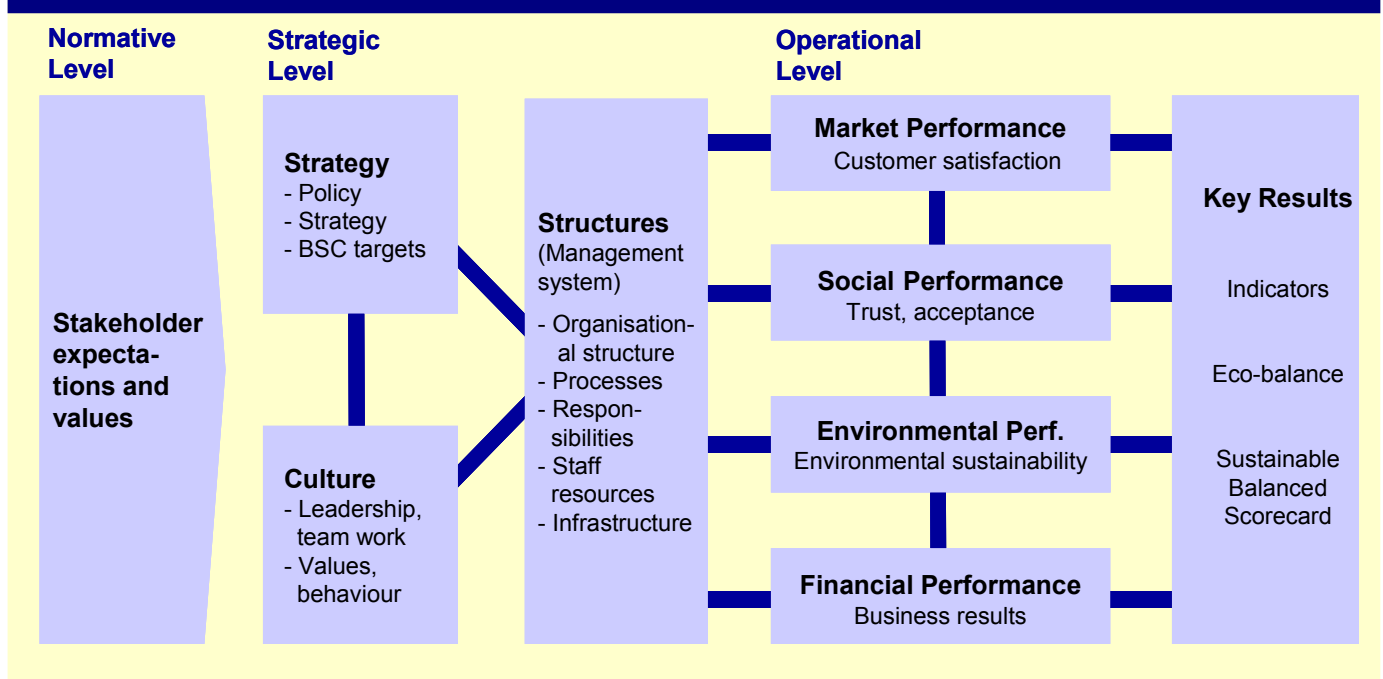 Normative
Level
Strategic
Level
Operational
Level
Stakeholder
expecta-
tions and
values
Strategy
- Policy
- Strategy
- BSC targets
Culture
- Leadership,
team work
- Values,
behaviour
Structures
(Management
system)
- Organisation-
al structure
- Processes
- Respon-
sibilities
- Staff
resources
- Infrastructure
Market Performance
Customer satisfaction
Social Performance
Trust, acceptance
Environmental Perf.
Environmental sustainability
Financial Performance
Business results
Key Results
Indicators
Eco-balance
Sustainable
Balanced
Scorecard